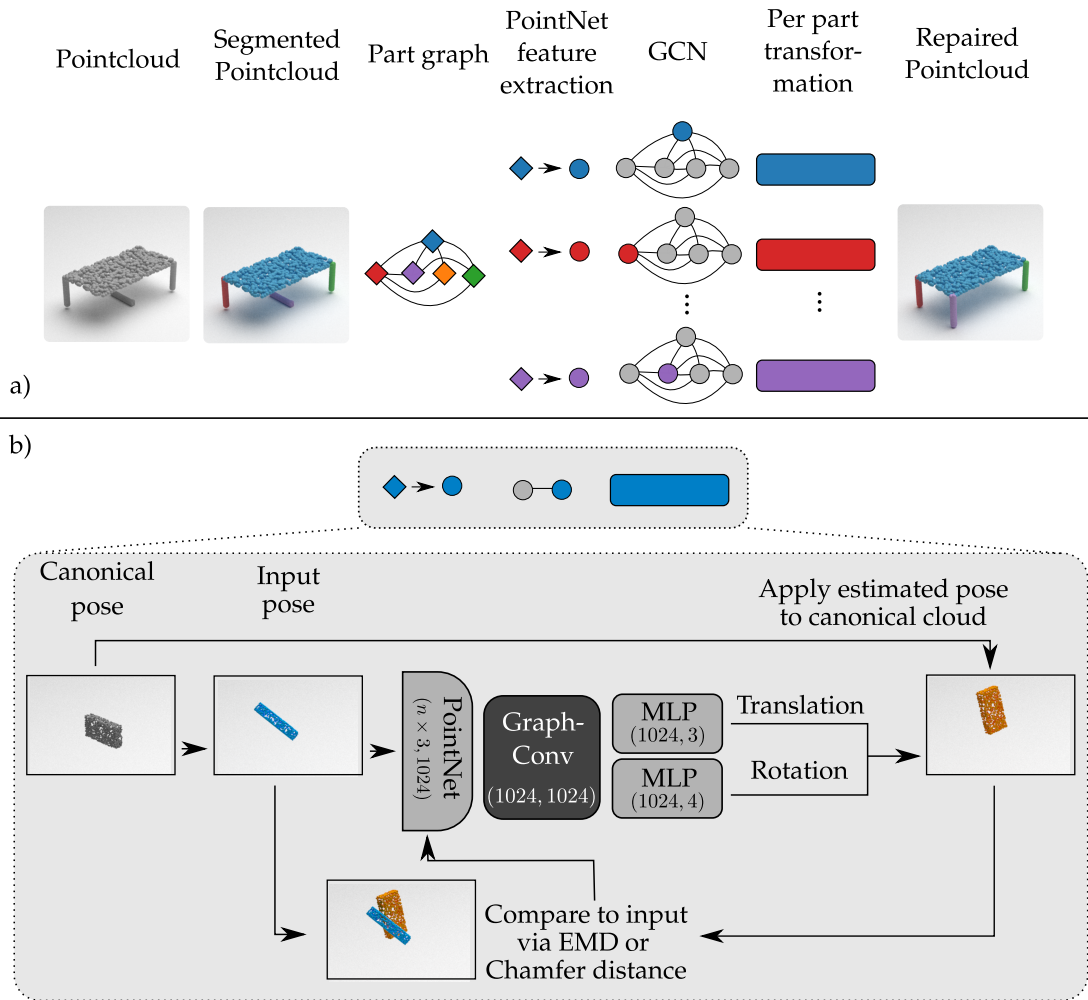 Pointcloud
Segmented
Pointcloud
Part graph
PointNet
feature
extraction
GCN
Per part
transfor-
mation
Repaired
Pointcloud
a)
b)
Canonical
pose
Input
pose
Apply estimated pose
to canonical cloud
PointNet
(n × 3, 1024)
Graph-
Conv
(1024, 1024)
MLP
(1024, 3)
MLP
(1024, 4)
Translation
Rotation
Compare to input
via EMD or
Chamfer distance